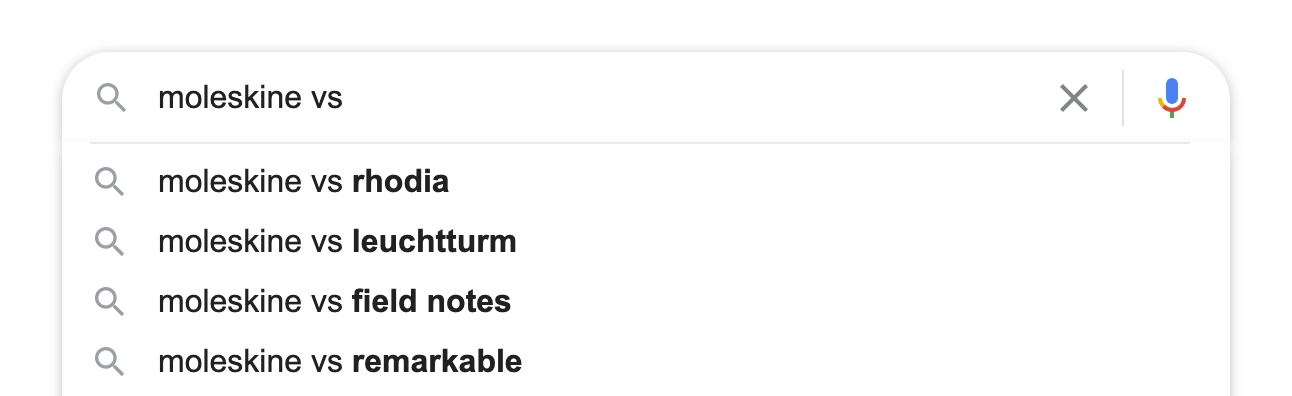 moleskine vs
moleskine vs rhodia
moleskine vs leuchtturm
moleskine vs field notes
moleskine vs remarkable